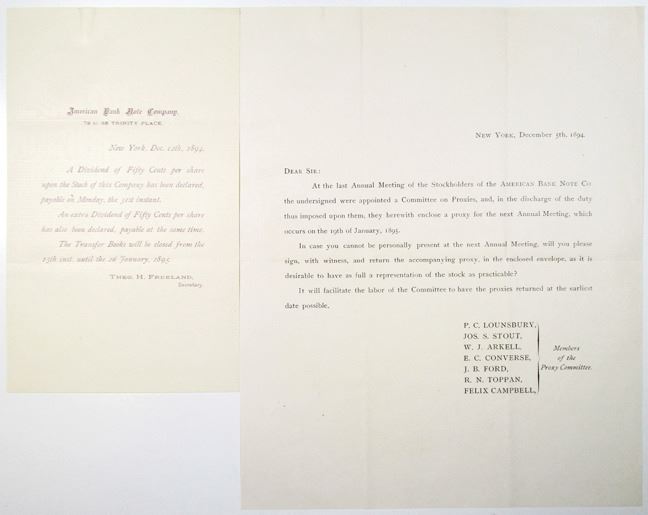 American Bank Note Company,
78 to 86 TRINITY PLACE.
New York, Dec. 12th, 1894.
A Dividend of Fifty Cents per share
upon the Stock of this Company has been declared,
payable on Monday, the 31st instant.
An extra Dividend of Fifty Cents per share
has also been declared, payable at the same time.
The Transfer Books will be closed from the
15th inst. until the 2d January, 1895.
THEO. H. FREELAND,
Secretary.
NEW YORK, December 5th, 1894.
DEAR SIR:
At the last Annual Meeting of the Stockholders of the AMERICAN BANK NOTE CO
the undersigned were appointed a Committee on Proxies, and, in the discharge of the duty
thus imposed upon them, they herewith enclose a proxy for the next Annual Meeting, which
occurs on the 19th of January, 1895.
In case you cannot be personally present at the next Annual Meeting, will you please
sign, with witness, and return the accompanying proxy, in the enclosed envelope, as it is
desirable to have as full a representation of the stock as practicable?
It will facilitate the labor of the Committee to have the proxies returned at the earliest
date possible.
P. C. LOUNSBURY,
JOS. S. STOUT,
W. J. ARKELL,
E. C. CONVERSE,
J. B. FORD,
R. N. TOPPAN,
FELIX CAMPBELL,
Members
of the
Proxy Committee.